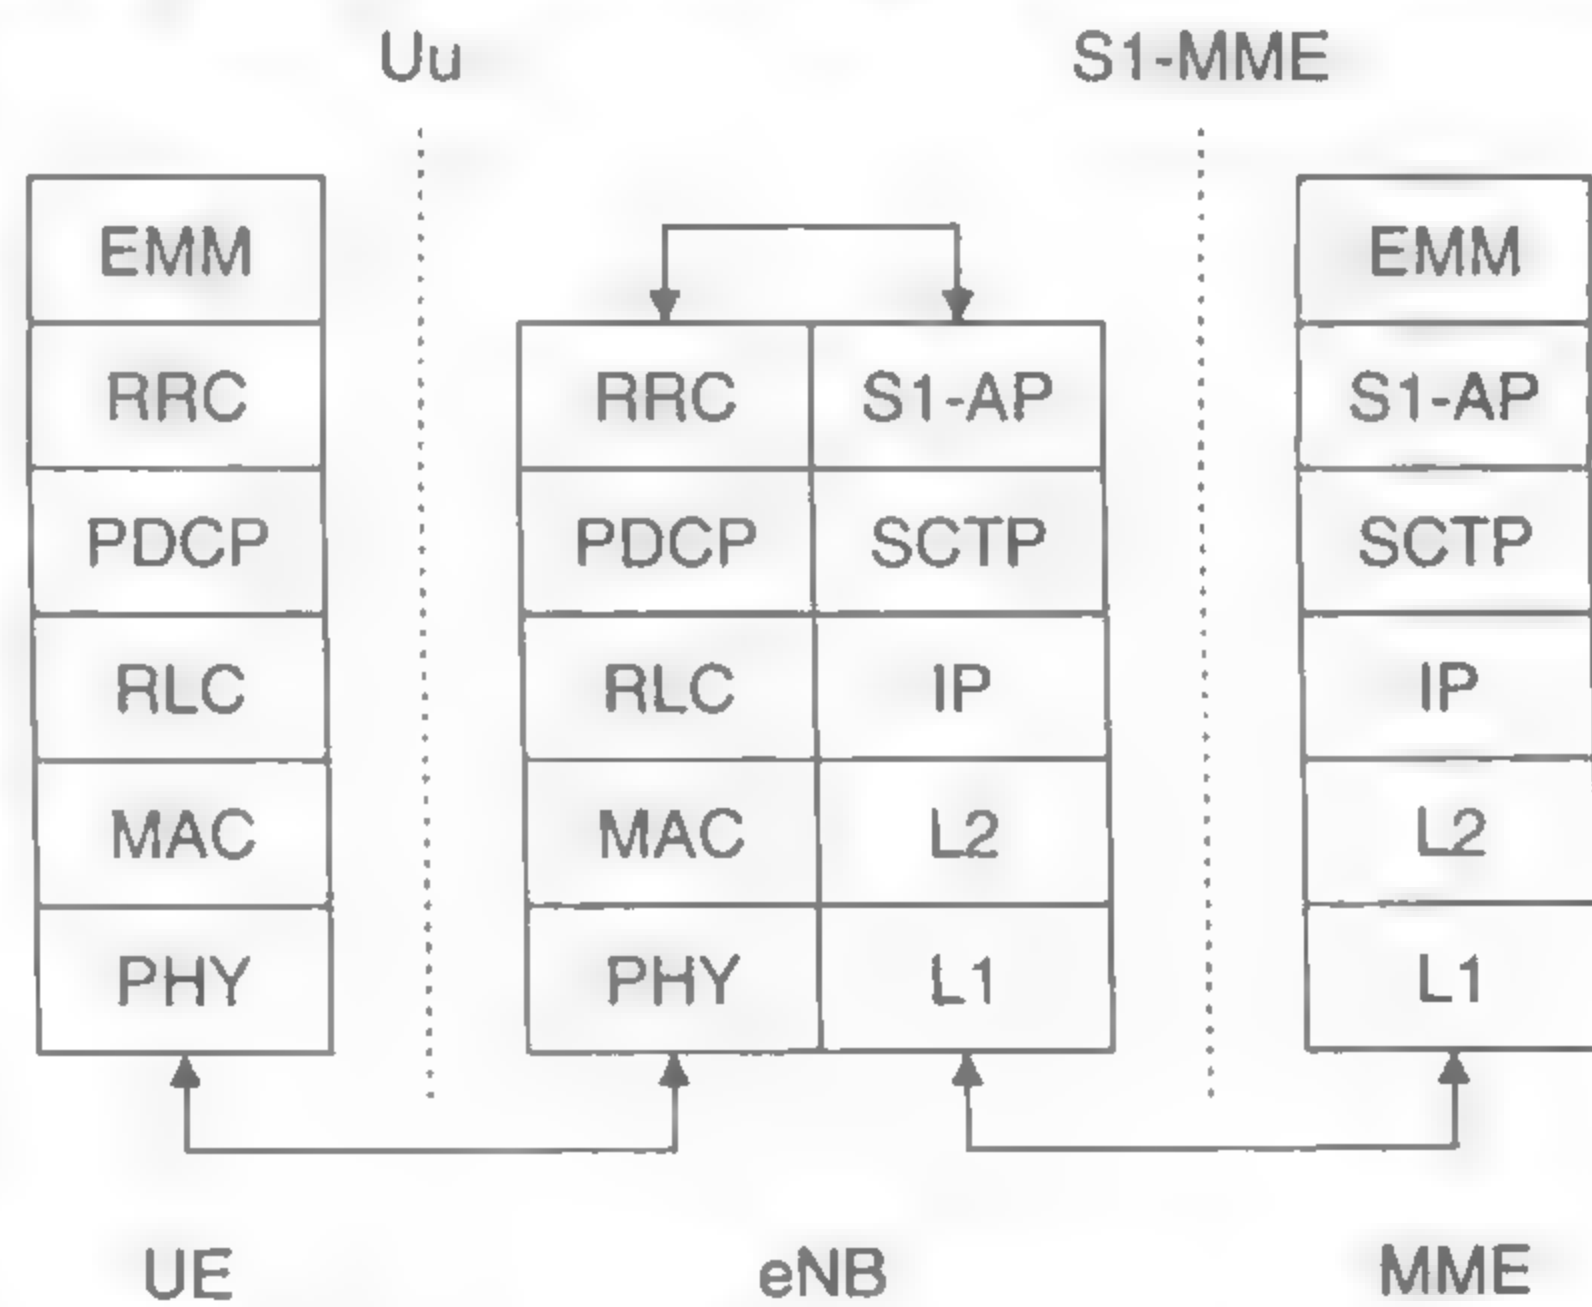 Uu S1-MME
EMM EMM
RRC RRC S1-AP S1-AP
PDCP PDCP SCTP SCTP
RLC RLC IP IP
MAC MAC L2 L2
PHY PHY L1 L1
UE eNB MME